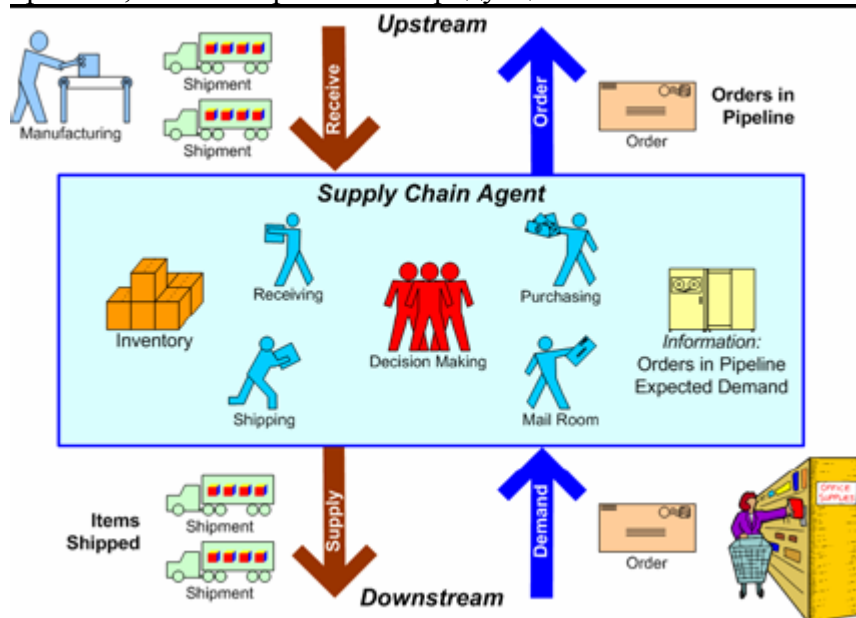 Upstream
Shipment
Shipment
Manufacturing
Receive
Order
Order
Orders in
Pipeline
Supply Chain Agent
Receiving
Purchasing
Inventory
Decision Making
Information:
Orders in Pipeline
Expected Demand
Shipping
Mail Room
Items
Shipped
Shipment
Shipment
Supply
Demand
Order
OFFICE
SUPPLIES
Downstream